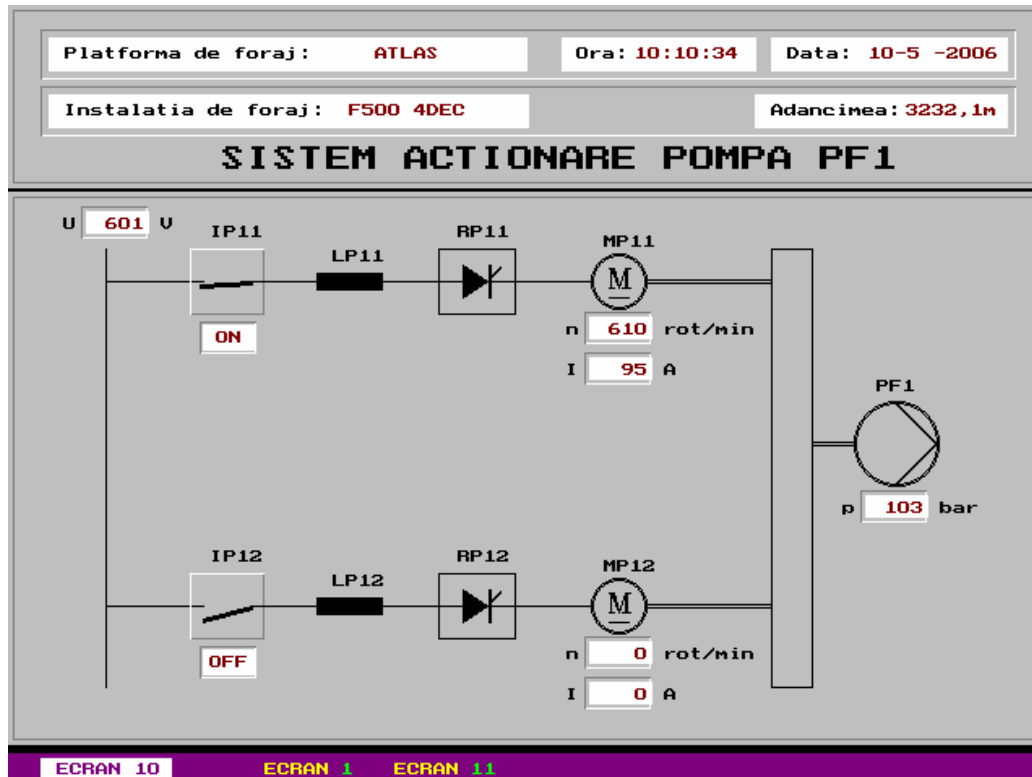 Platforma de foraj: ATLAS Ora: 10:10:34 Data: 10-5 -2006
Instalatia de foraj: F500 4DEC Adancimea: 3232,1m
SISTEM ACTIONARE POMPA PF1
U 601 V
IP11 LP11 RP11 MP11
M
ON
n 610 rot/min
I 95 A
PF1
p 103 bar
IP12 LP12 RP12 MP12
M
OFF
n 0 rot/min
I 0 A
ECRAN 10 ECRAN 1 ECRAN 11